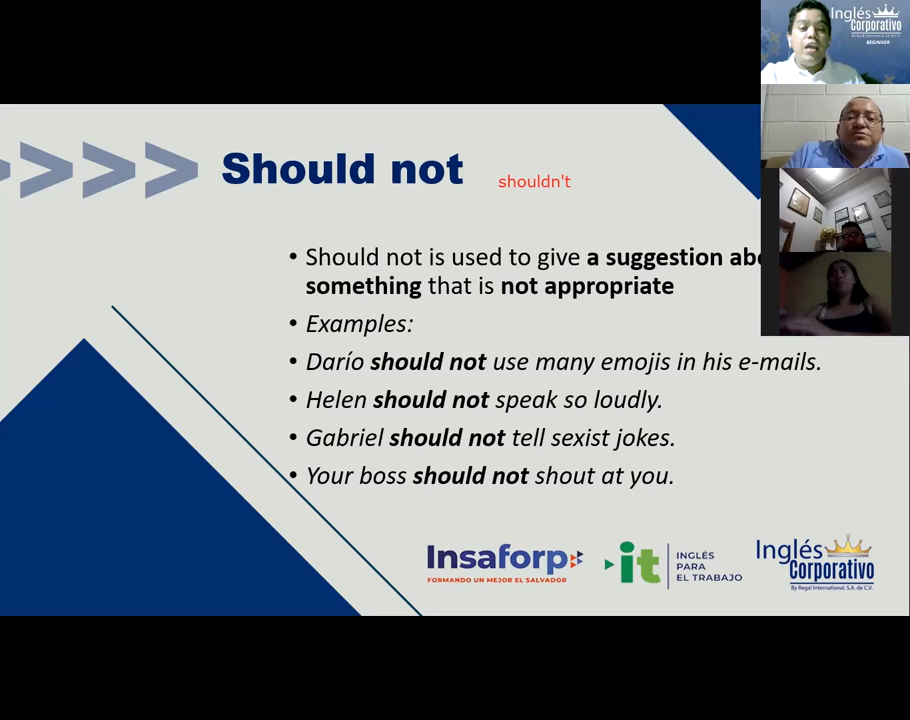 Inglés
Corporativo
BEGINNER
Should not
shouldn't
• Should not is used to give a suggestion
something that is not appropriate
• Examples:
• Darío should not use many emojis in his e-mails.
• Helen should not speak so loudly.
• Gabriel should not tell sexist jokes.
• Your boss should not shout at you.
Insaforp
FORMANDO UN MEJOR EL SALVADOR
it
INGLÉS
PARA
EL TRABAJO
Inglés
Corporativo
By Regal International, S.A. de C.V.